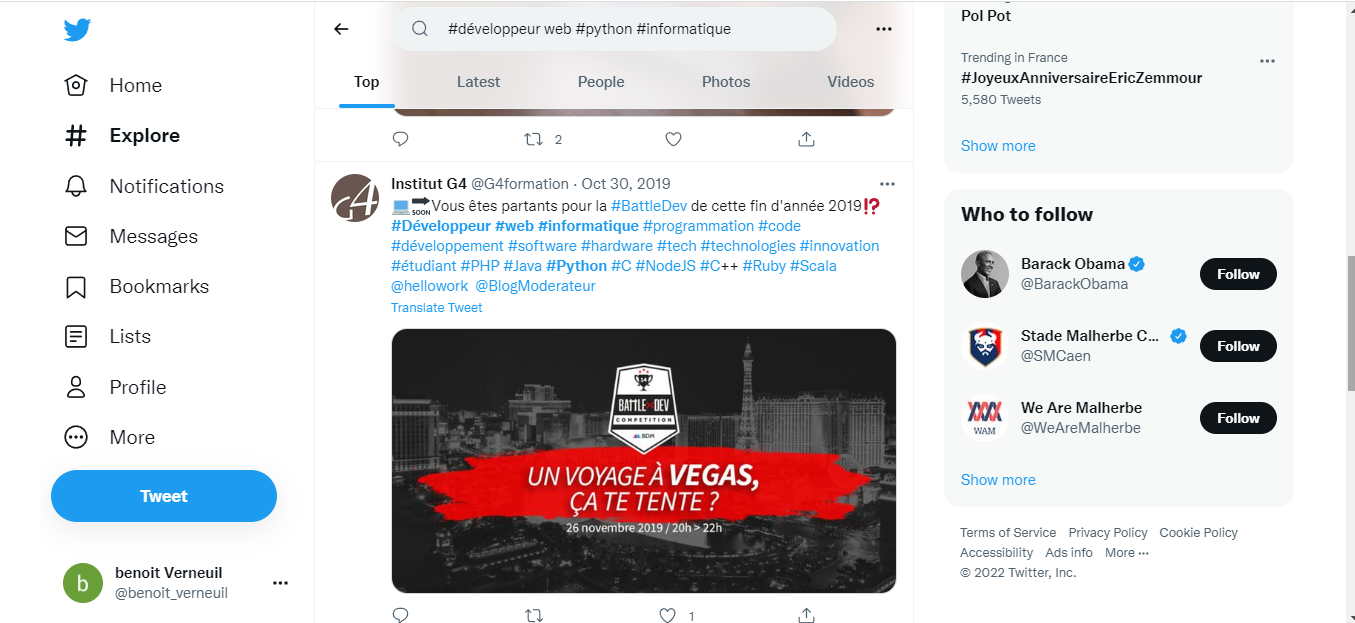 #développeur web #python #informatique
Top
Latest
People
Photos
Videos
Home
Explore
Notifications
Messages
Bookmarks
Lists
Profile
More
Tweet
benoit Verneuil
@benoit_verneuil
b
2
Institut G4 @G4formation · Oct 30, 2019
SOON Vous êtes partants pour la #BattleDev de cette fin d'année 2019⁉
#Développeur #web #informatique #programmation #code
#développement #software #hardware #tech #technologies #innovation
#étudiant #PHP #Java #Python #C #NodeJS #C++ #Ruby #Scala
@hellowork @BlogModerateur
Translate Tweet
BATTLE DEV
COMPETITION
BDM
UN VOYAGE À VEGAS,
ÇA TE TENTE ?
26 novembre 2019 / 20h > 22h
1
Pol Pot
Trending in France
#JoyeuxAnniversaireEricZemmour
5,580 Tweets
Show more
Who to follow
Barack Obama
@BarackObama
Follow
Stade Malherbe C...
@SMCaen
Follow
WAM
We Are Malherbe
@WeAreMalherbe
Follow
Show more
Terms of Service Privacy Policy Cookie Policy
Accessibility Ads info More ···
© 2022 Twitter, Inc.